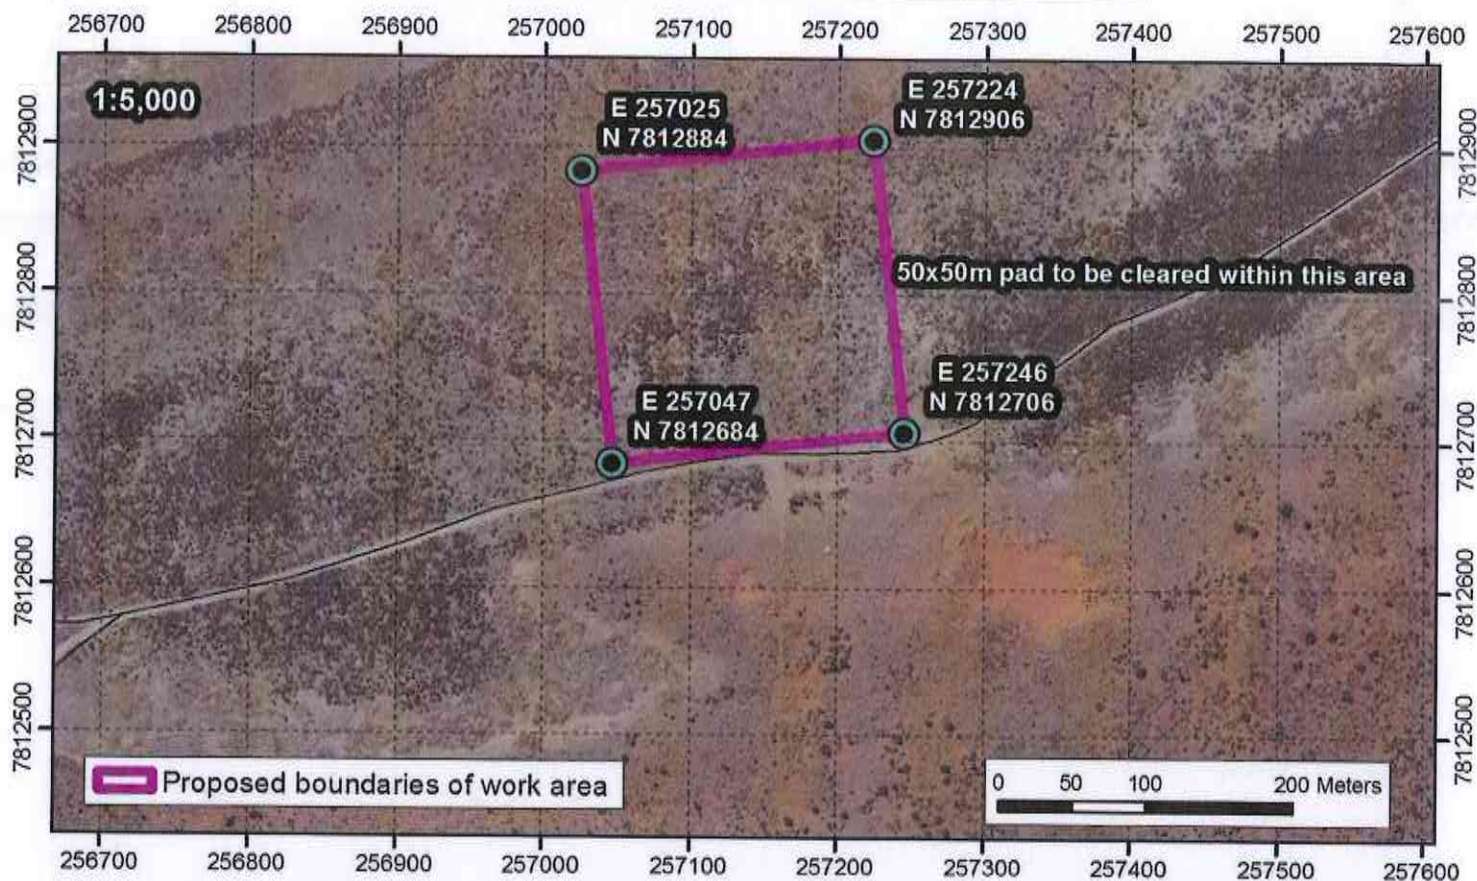 256700 256800 256900 257000 257100 257200 257300 257400 257500 257600
1:5,000
E 257025
N 7812884
E 257224
N 7812906
7812900
7812900
7812800
50x50m pad to be cleared within this area
7812800
E 257246
N 7812706
E 257047
N 7812684
7812700
7812700
7812600
7812600
7812500
7812500
Proposed boundaries of work area
0 50 100 200 Meters
256700 256800 256900 257000 257100 257200 257300 257400 257500 257600